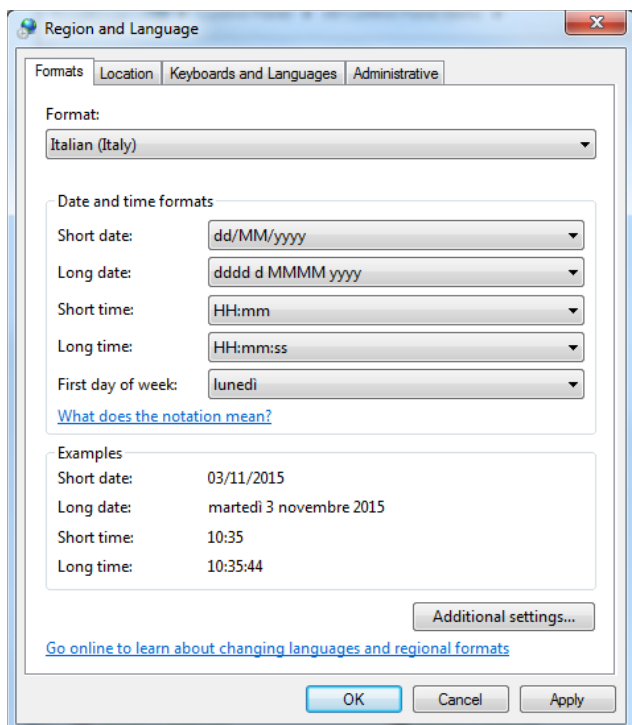 Region and Language
Formats Location Keyboards and Languages Administrative
Format:
Italian (Italy)
Date and time formats
Short date: dd/MM/yyyy
Long date: dddd d MMMM yyyy
Short time: HH:mm
Long time: HH:mm:ss
First day of week: lunedì
What does the notation mean?
Examples
Short date: 03/11/2015
Long date: martedì 3 novembre 2015
Short time: 10:35
Long time: 10:35:44
Additional settings...
Go online to learn about changing languages and regional formats
OK Cancel Apply